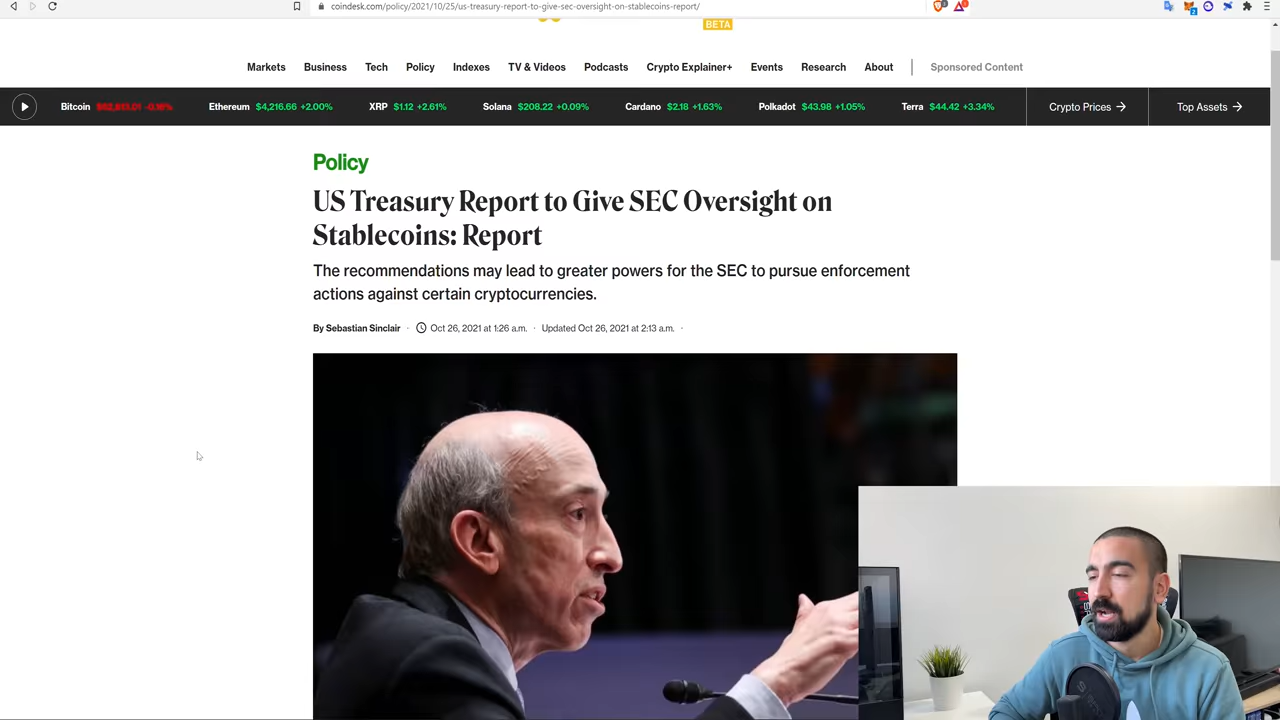 coindesk.com/policy/2021/10/25/us-treasury-report-to-give-sec-oversight-on-stablecoins-report/
BETA
Markets Business Tech Policy Indexes TV & Videos Podcasts Crypto Explainer+ Events Research About Sponsored Content
Bitcoin Ethereum $4,216.66 +2.00% XRP $1.12 +2.61% Solana $208.22 +0.09% Cardano $2.18 +1.63% Polkadot $43.98 +1.05% Terra $44.42 +3.34% Crypto Prices → Top Assets →
Policy
US Treasury Report to Give SEC Oversight on
Stablecoins: Report
The recommendations may lead to greater powers for the SEC to pursue enforcement
actions against certain cryptocurrencies.
By Sebastian Sinclair · Oct 26, 2021 at 1:26 a.m. · Updated Oct 26, 2021 at 2:13 a.m. ·